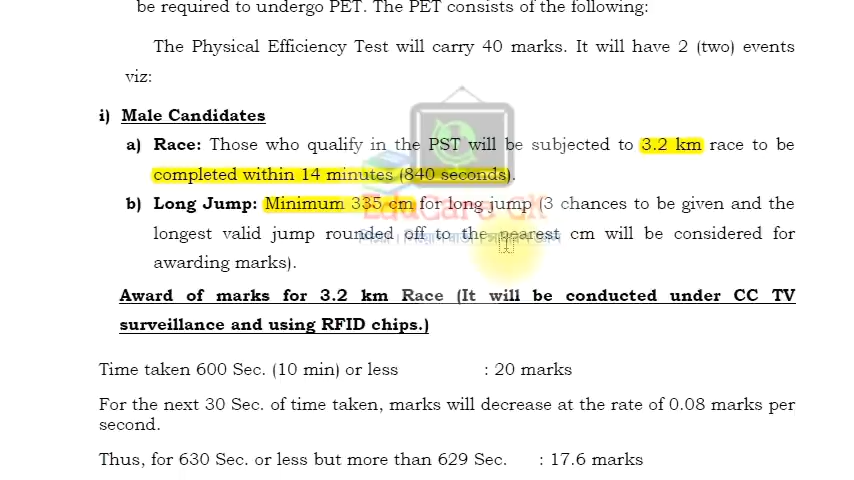 be required to undergo PET. The PET consists of the following:
The Physical Efficiency Test will carry 40 marks. It will have 2 (two) events
viz:
i) Male Candidates
a) Race: Those who qualify in the PST will be subjected to 3.2 km race to be
completed within 14 minutes (840 seconds).
b) Long Jump: Minimum 335 cm for long jump (3 chances to be given and the
EduCare GK
longest valid jump rounded off to the nearest cm will be considered for
awarding marks).
Award of marks for 3.2 km Race (It will be conducted under CC TV
surveillance and using RFID chips.)
Time taken 600 Sec. (10 min) or less : 20 marks
For the next 30 Sec. of time taken, marks will decrease at the rate of 0.08 marks per
second.
Thus, for 630 Sec. or less but more than 629 Sec. : 17.6 marks